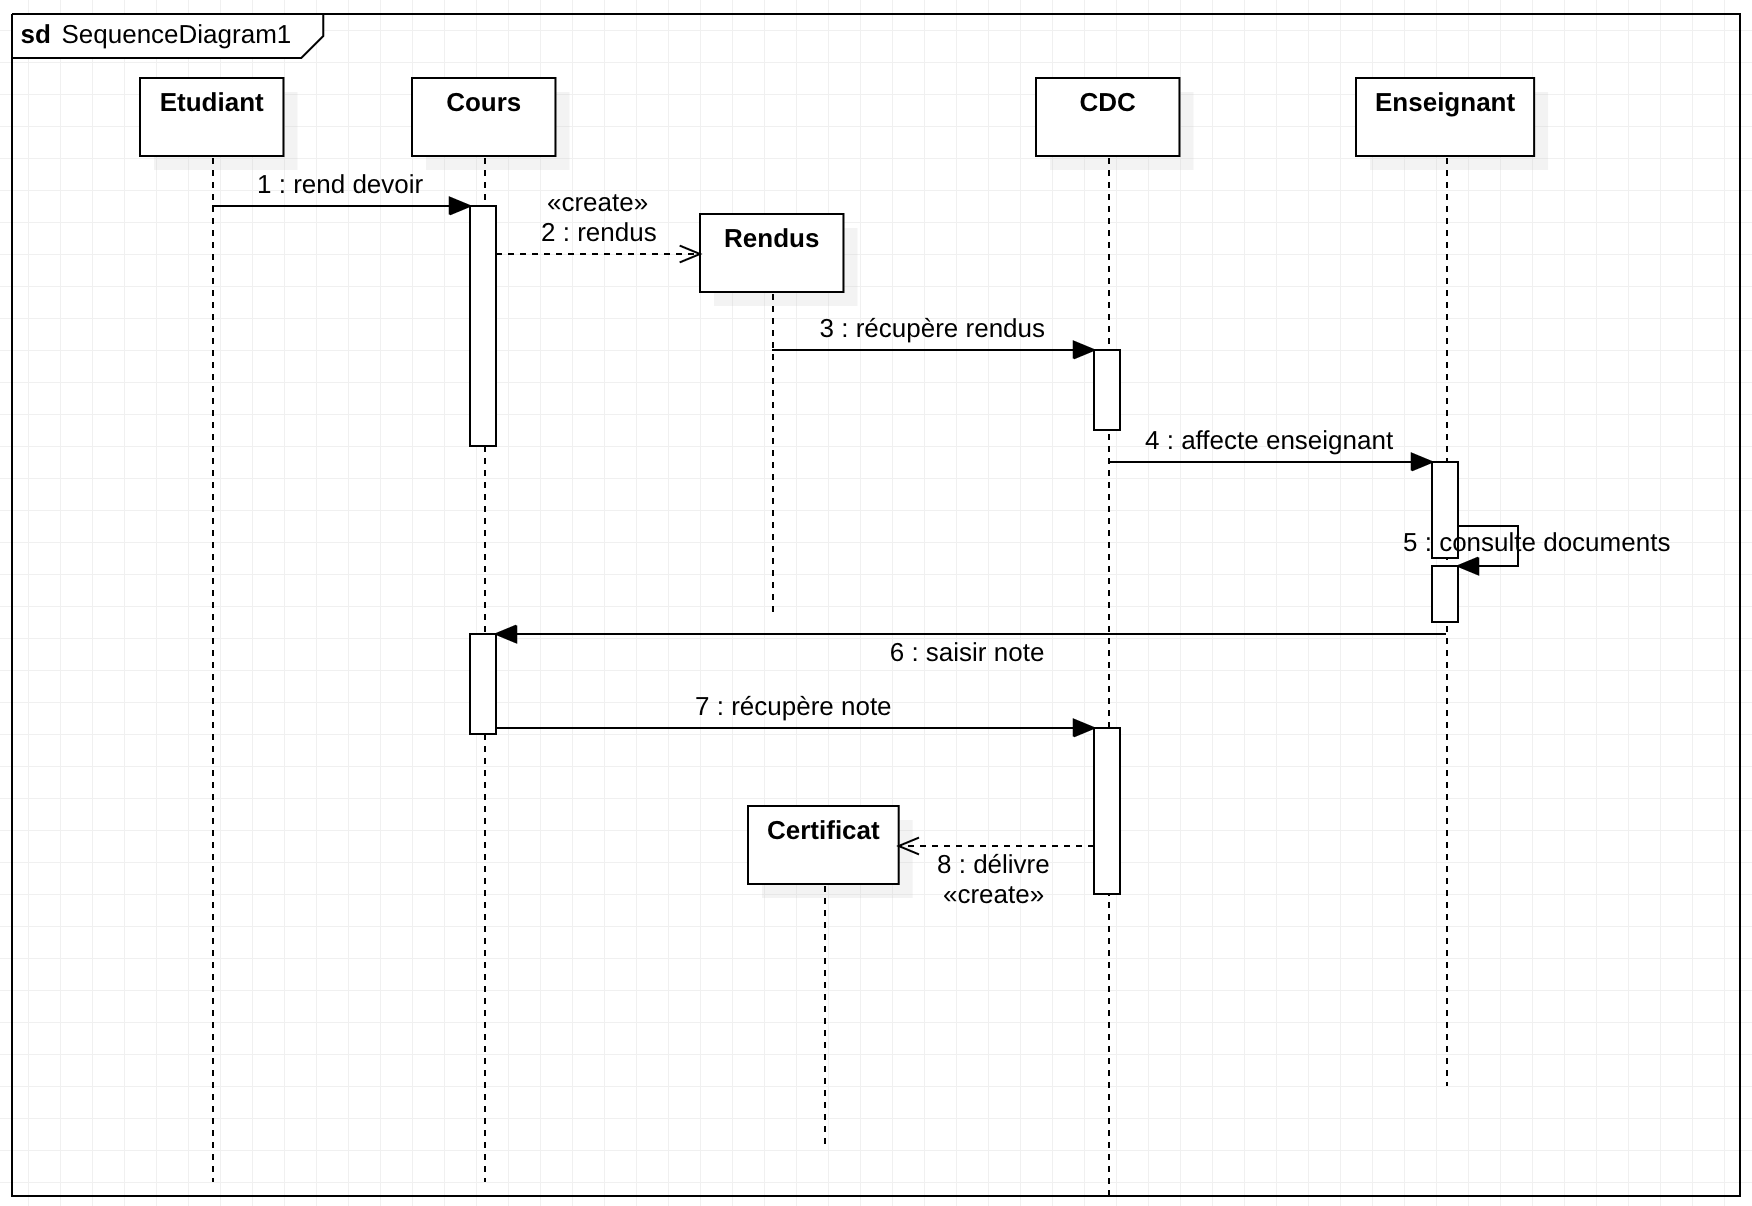 sd SequenceDiagram1
Etudiant
Cours
CDC
Enseignant
1 : rend devoir
«create»
2 : rendus
Rendus
3 : récupère rendus
4 : affecte enseignant
5 : consulte documents
6 : saisir note
7 : récupère note
Certificat
8 : délivre
«create»